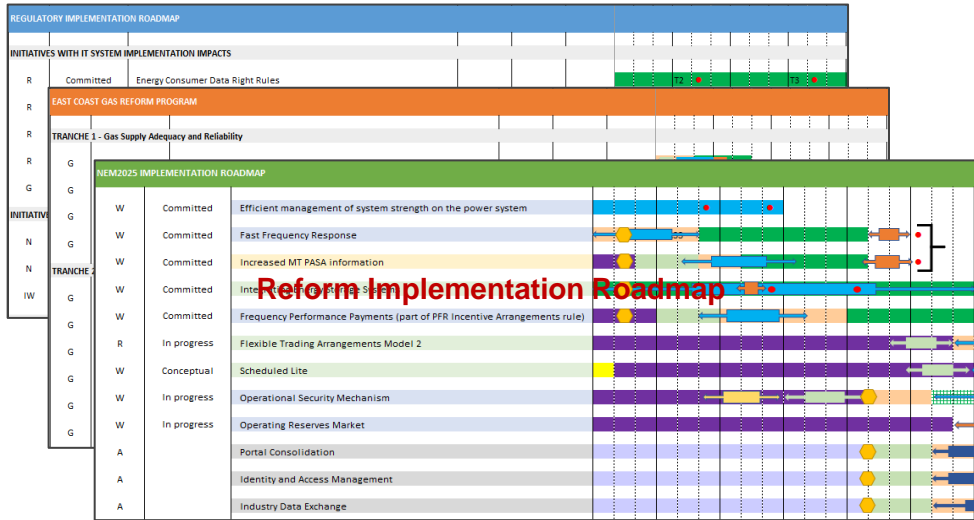 REGULATORY IMPLEMENTATION ROADMAP
INITIATIVES WITH IT SYSTEM IMPLEMENTATION IMPACTS
R Committed Energy Consumer Data Right Rules T2 T3
R
EAST COAST GAS REFORM PROGRAM
R TRANCHE 1 - Gas Supply Adequacy and Reliability
R G
NEM2025 IMPLEMENTATION ROADMAP
G G
W Committed Efficient management of system strength on the power system
INITIATIVE G
N G W Committed Fast Frequency Response
N TRANCHE 2 W Committed Increased MT PASA information
Reform Implementation Roadmap
IW G W Committed Integrating Energy Storage Systems
G W Committed Frequency Performance Payments (part of PFR Incentive Arrangements rule)
G R In progress Flexible Trading Arrangements Model 2
G W Conceptual Scheduled Lite
G W In progress Operational Security Mechanism
G W In progress Operating Reserves Market
A Portal Consolidation
A Identity and Access Management
A Industry Data Exchange